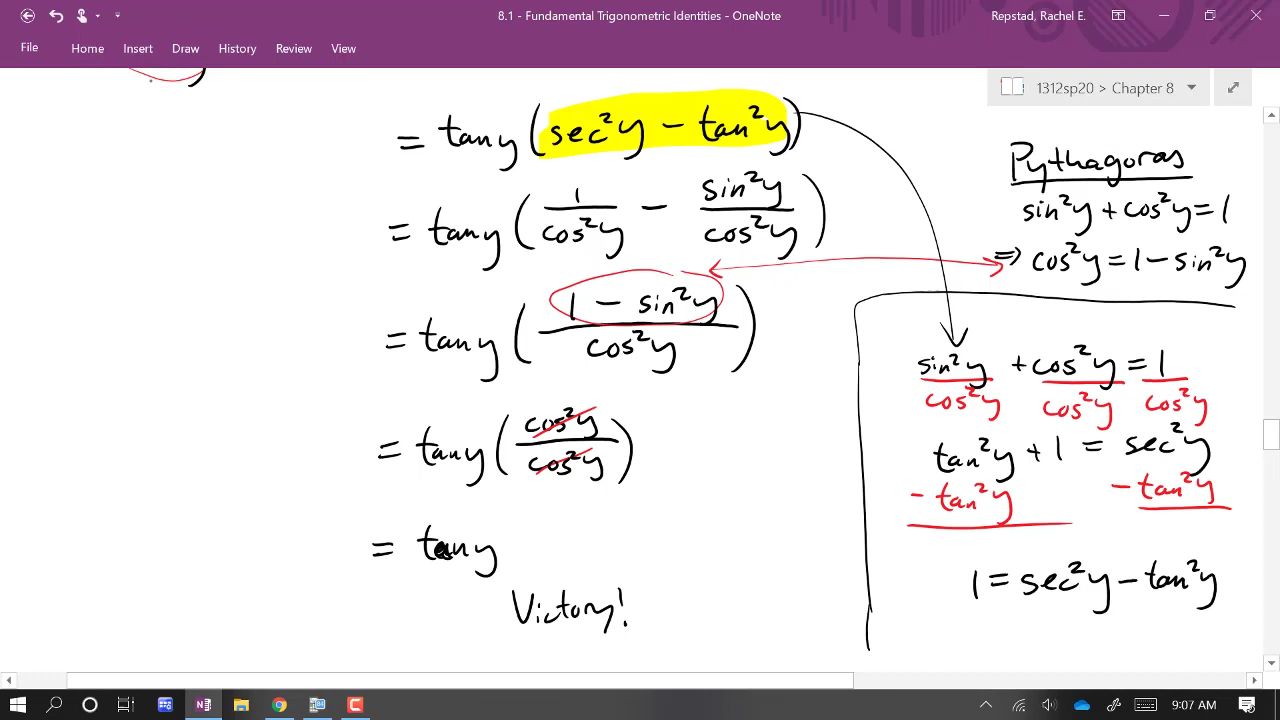 8.1 - Fundamental Trigonometric Identities - OneNote
Repstad, Rachel E.
File Home Insert Draw History Review View
1312sp20 > Chapter 8
= tan y (sec²y − tan²y)
= tan y (1/cos²y − sin²y/cos²y)
= tan y ((1 − sin²y)/cos²y)
= tan y (cos²y/cos²y)
= tan y
Victory!
Pythagoras
sin²y + cos²y = 1
⇒ cos²y = 1 − sin²y
sin²y/cos²y + cos²y/cos²y = 1/cos²y
tan²y + 1 = sec²y
− tan²y − tan²y
1 = sec²y − tan²y
9:07 AM